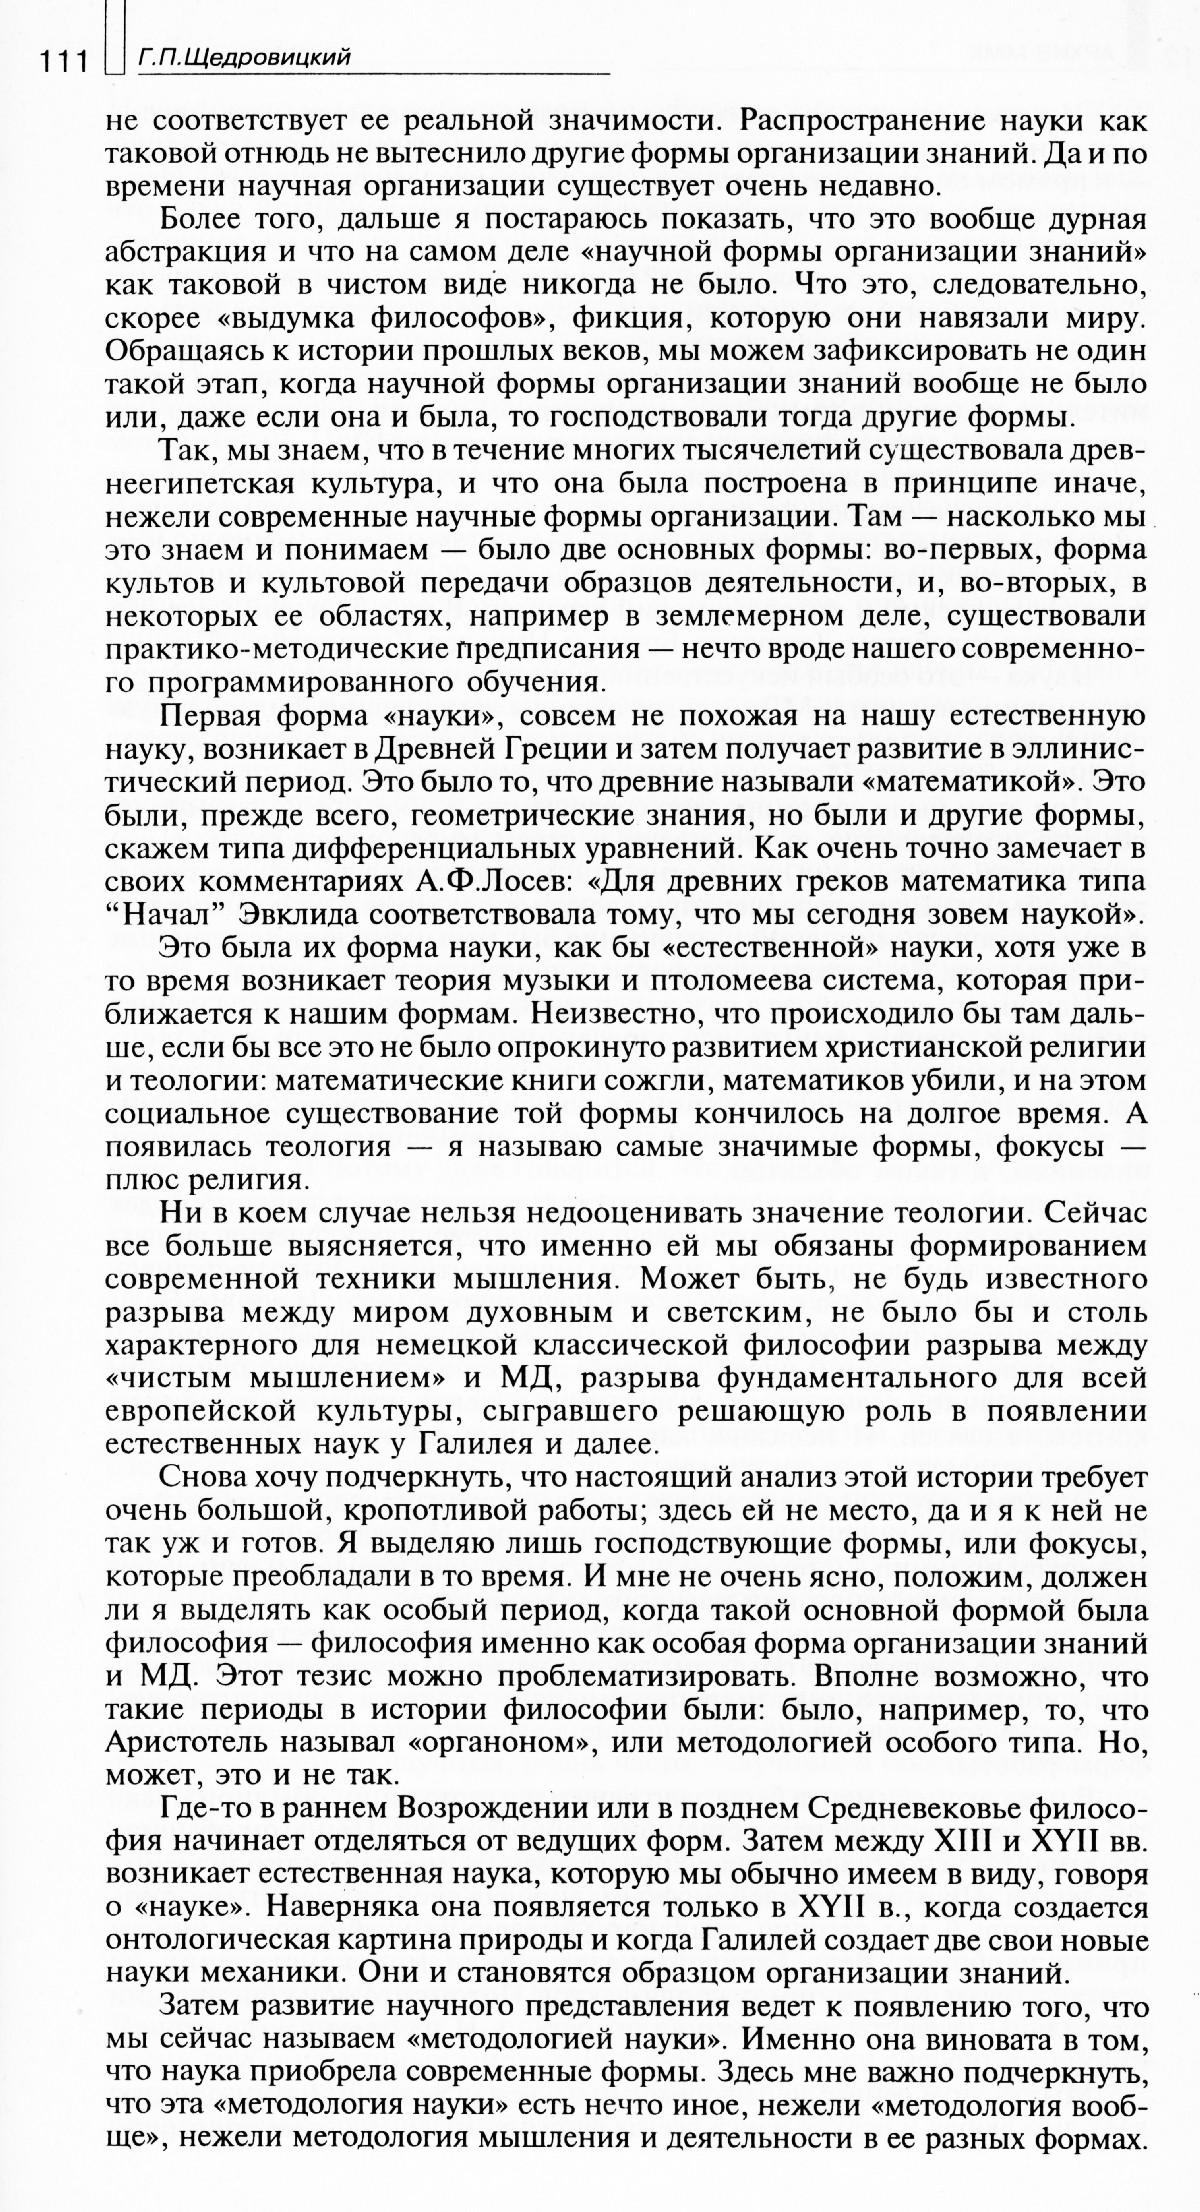 111
Г.П.Щедровицкий
не соответствует ее реальной значимости. Распространение науки как
таковой отнюдь не вытеснило другие формы организации знаний. Да и по
времени научная организации существует очень недавно.
Более того, дальше я постараюсь показать, что это вообще дурная
абстракция и что на самом деле «научной формы организации знаний»
как таковой в чистом виде никогда не было. Что это, следовательно,
скорее «выдумка философов», фикция, которую они навязали миру.
Обращаясь к истории прошлых веков, мы можем зафиксировать не один
такой этап, когда научной формы организации знаний вообще не было
или, даже если она и была, то господствовали тогда другие формы.
Так, мы знаем, что в течение многих тысячелетий существовала древ-
неегипетская культура, и что она была построена в принципе иначе,
нежели современные научные формы организации. Там — насколько мы
это знаем и понимаем — было две основных формы: во-первых, форма
культов и культовой передачи образцов деятельности, и, во-вторых, в
некоторых ее областях, например в землемерном деле, существовали
практико-методические предписания — нечто вроде нашего современно-
го программированного обучения.
Первая форма «науки», совсем не похожая на нашу естественную
науку, возникает в Древней Греции и затем получает развитие в эллинис-
тический период. Это было то, что древние называли «математикой». Это
были, прежде всего, геометрические знания, но были и другие формы,
скажем типа дифференциальных уравнений. Как очень точно замечает в
своих комментариях А.Ф.Лосев: «Для древних греков математика типа
“Начал” Эвклида соответствовала тому, что мы сегодня зовем наукой».
Это была их форма науки, как бы «естественной» науки, хотя уже в
то время возникает теория музыки и птоломеева система, которая при-
ближается к нашим формам. Неизвестно, что происходило бы там даль-
ше, если бы все это не было опрокинуто развитием христианской религии
и теологии: математические книги сожгли, математиков убили, и на этом
социальное существование той формы кончилось на долгое время. А
появилась теология — я называю самые значимые формы, фокусы —
плюс религия.
Ни в коем случае нельзя недооценивать значение теологии. Сейчас
все больше выясняется, что именно ей мы обязаны формированием
современной техники мышления. Может быть, не будь известного
разрыва между миром духовным и светским, не было бы и столь
характерного для немецкой классической философии разрыва между
«чистым мышлением» и МД, разрыва фундаментального для всей
европейской культуры, сыгравшего решающую роль в появлении
естественных наук у Галилея и далее.
Снова хочу подчеркнуть, что настоящий анализ этой истории требует
очень большой, кропотливой работы; здесь ей не место, да и я к ней не
так уж и готов. Я выделяю лишь господствующие формы, или фокусы,
которые преобладали в то время. И мне не очень ясно, положим, должен
ли я выделять как особый период, когда такой основной формой была
философия — философия именно как особая форма организации знаний
и МД. Этот тезис можно проблематизировать. Вполне возможно, что
такие периоды в истории философии были: было, например, то, что
Аристотель называл «органоном», или методологией особого типа. Но,
может, это и не так.
Где-то в раннем Возрождении или в позднем Средневековье филосо-
фия начинает отделяться от ведущих форм. Затем между XIII и XYII вв.
возникает естественная наука, которую мы обычно имеем в виду, говоря
о «науке». Наверняка она появляется только в XYII в., когда создается
онтологическая картина природы и когда Галилей создает две свои новые
науки механики. Они и становятся образцом организации знаний.
Затем развитие научного представления ведет к появлению того, что
мы сейчас называем «методологией науки». Именно она виновата в том,
что наука приобрела современные формы. Здесь мне важно подчеркнуть,
что эта «методология науки» есть нечто иное, нежели «методология вооб-
ще», нежели методология мышления и деятельности в ее разных формах.